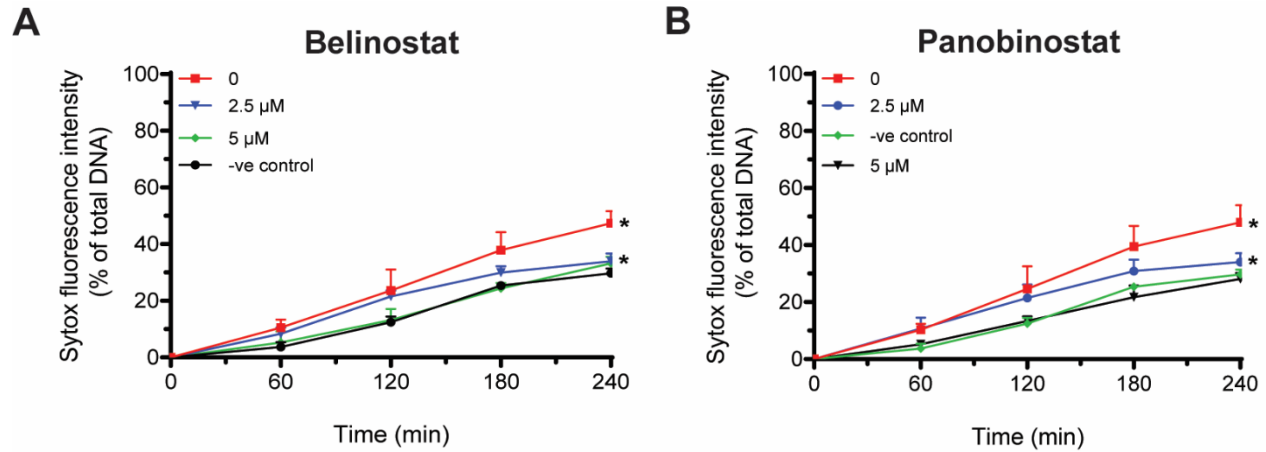 A
Belinostat
Sytox fluorescence intensity
(% of total DNA)
100
80
60
40
20
0
0
2.5 µM
5 µM
-ve control
*
*
0
60
120
180
240
Time (min)
B
Panobinostat
Sytox fluorescence intensity
(% of total DNA)
100
80
60
40
20
0
0
2.5 µM
-ve control
5 µM
*
*
0
60
120
180
240
Time (min)